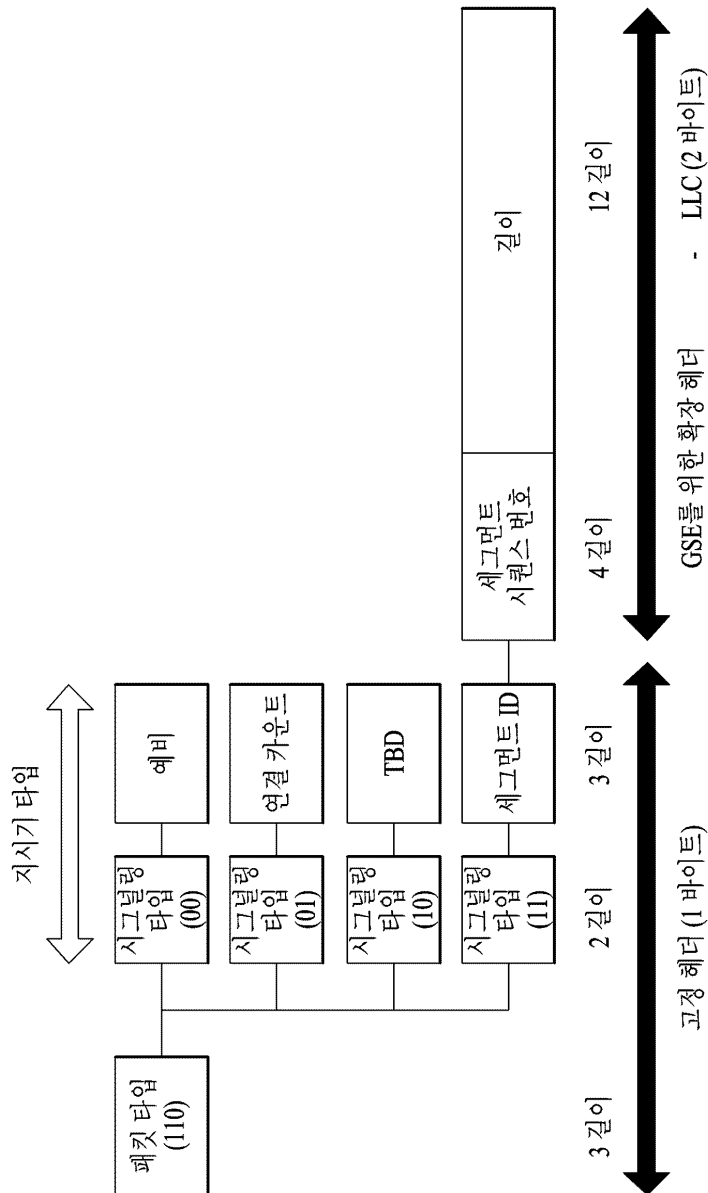 지시기 타입
패킷 타입
(110)
시그널링
타입
(00)
예비
시그널링
타입
(01)
연결 카운트
시그널링
타입
(10)
TBD
시그널링
타입
(11)
세그먼트 ID
세그먼트
시퀀스 번호
길이
3 길이
2 길이
3 길이
4 길이
12 길이
고정 헤더 (1 바이트)
GSE를 위한 확장 헤더 - LLC (2 바이트)